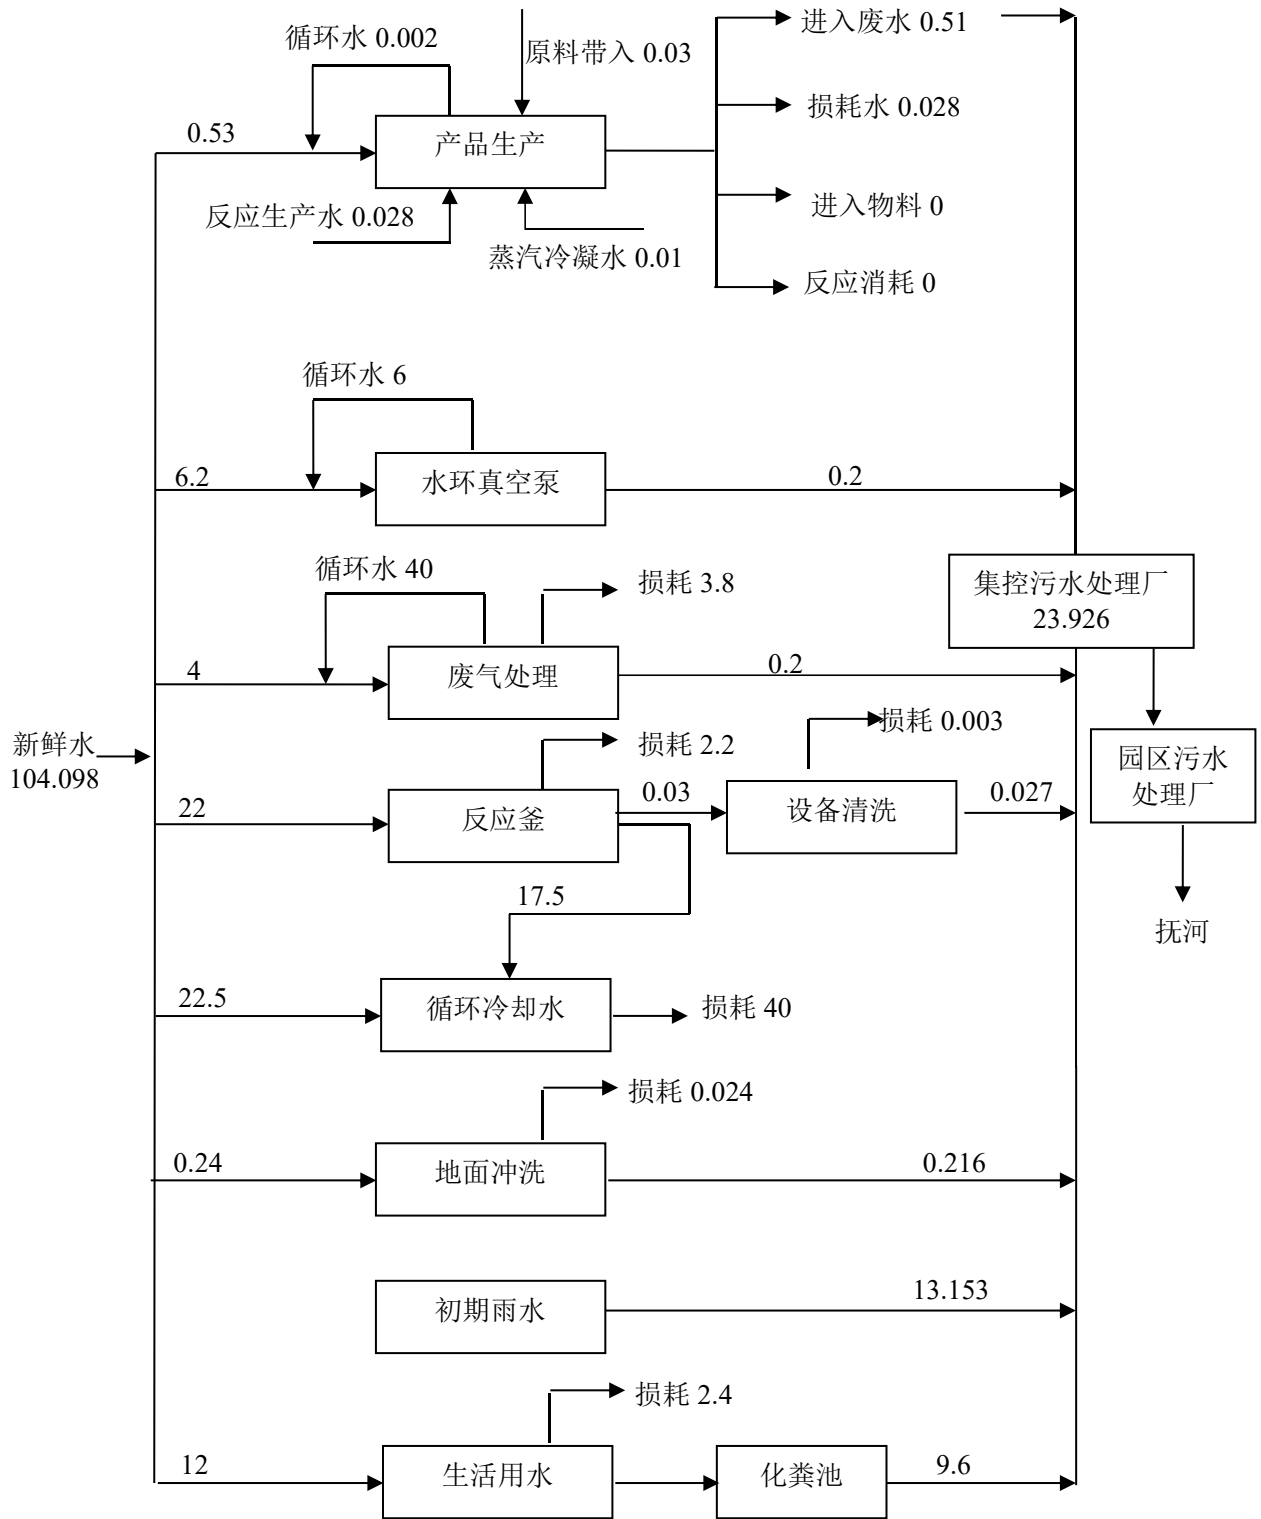 循环水 0.002
原料带入 0.03
进入废水 0.51
损耗水 0.028
0.53
产品生产
进入物料 0
反应生产水 0.028
蒸汽冷凝水 0.01
反应消耗 0
循环水 6
6.2
水环真空泵
0.2
循环水 40
损耗 3.8
集控污水处理厂
23.926
4
废气处理
0.2
新鲜水
104.098
损耗 2.2
损耗 0.003
园区污水
处理厂
22
反应釜
0.03
设备清洗
0.027
17.5
抚河
22.5
循环冷却水
损耗 40
损耗 0.024
0.24
地面冲洗
0.216
初期雨水
13.153
损耗 2.4
12
生活用水
化粪池
9.6